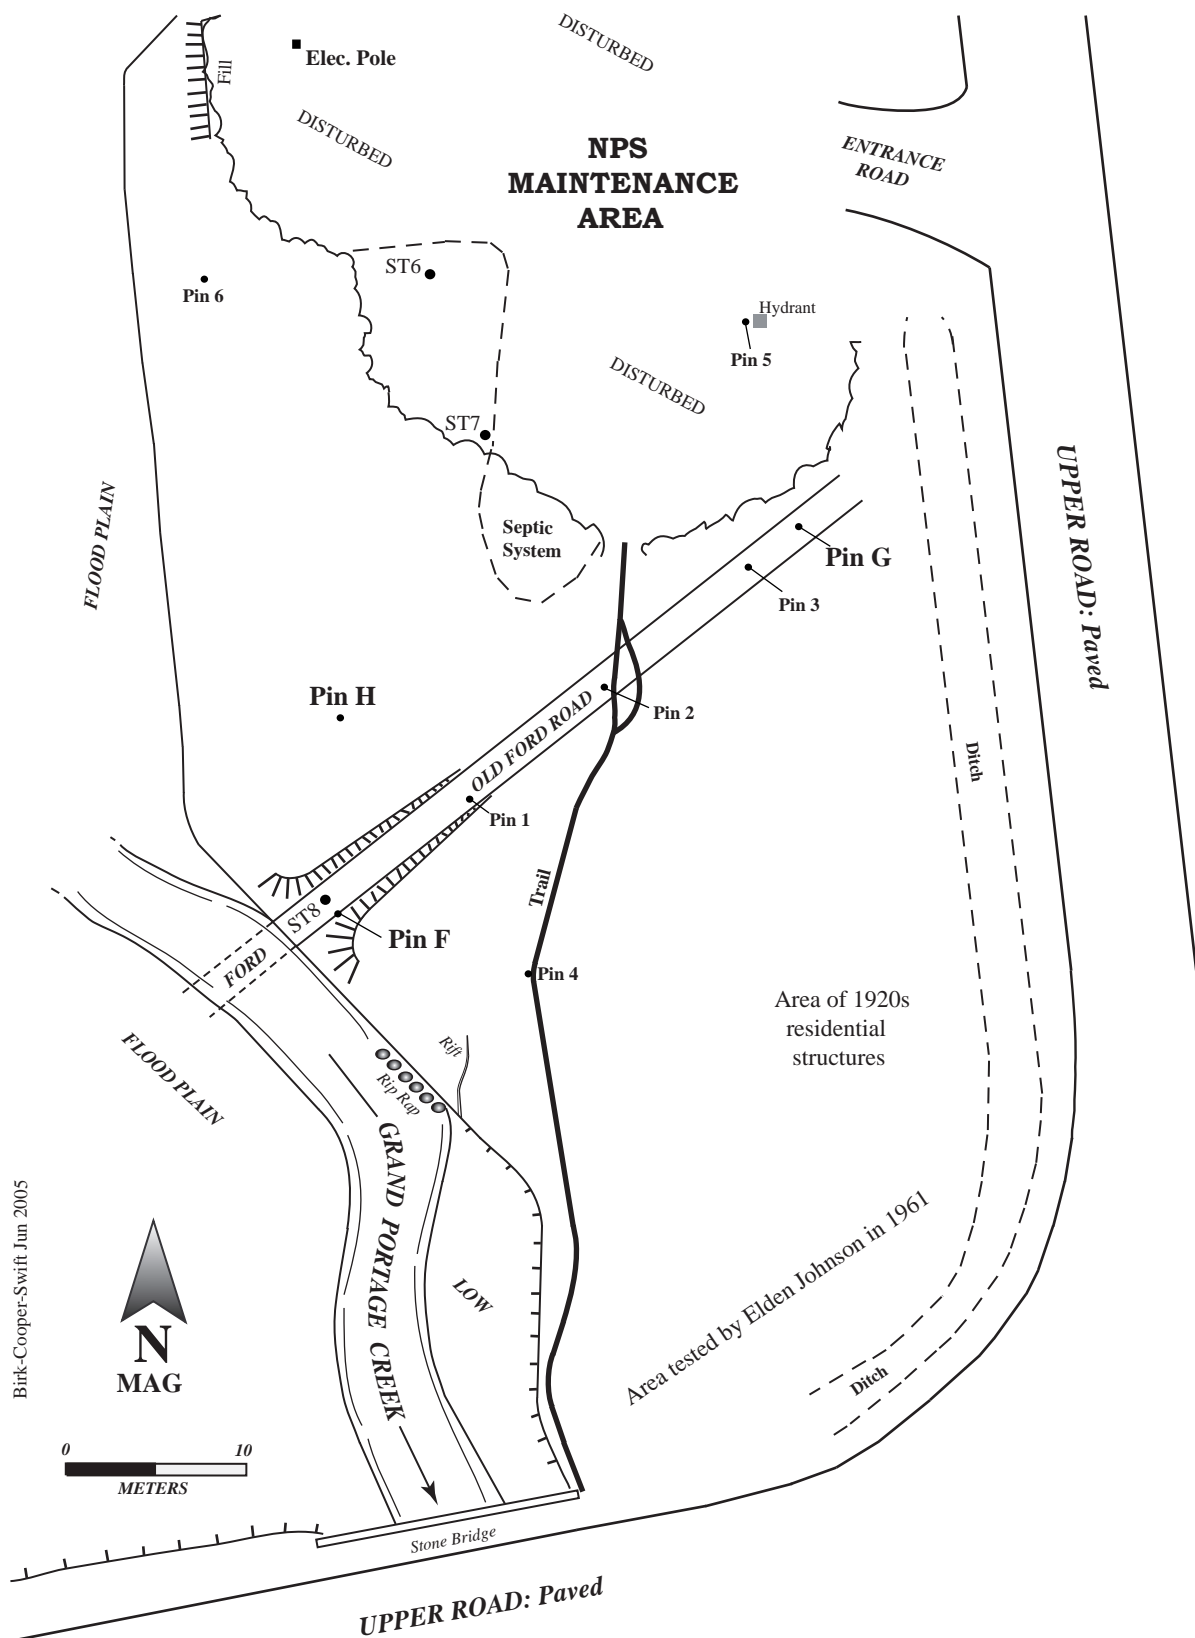 DISTURBED
Elec. Pole
Fill
DISTURBED
NPS
MAINTENANCE
AREA
ENTRANCE
ROAD
ST6
Pin 6
Hydrant
Pin 5
DISTURBED
ST7
UPPER ROAD: Paved
FLOOD PLAIN
Septic
System
Pin G
Pin 3
Pin H
Pin 2
OLD FORD ROAD
Ditch
Pin 1
Trail
ST8
Pin F
FORD
Pin 4
Area of 1920s
residential
structures
FLOOD PLAIN
Rift
Rip Rap
GRAND PORTAGE CREEK
LOW
Area tested by Elden Johnson in 1961
Birk-Cooper-Swift Jun 2005
N
MAG
Ditch
0 10
METERS
Stone Bridge
UPPER ROAD: Paved